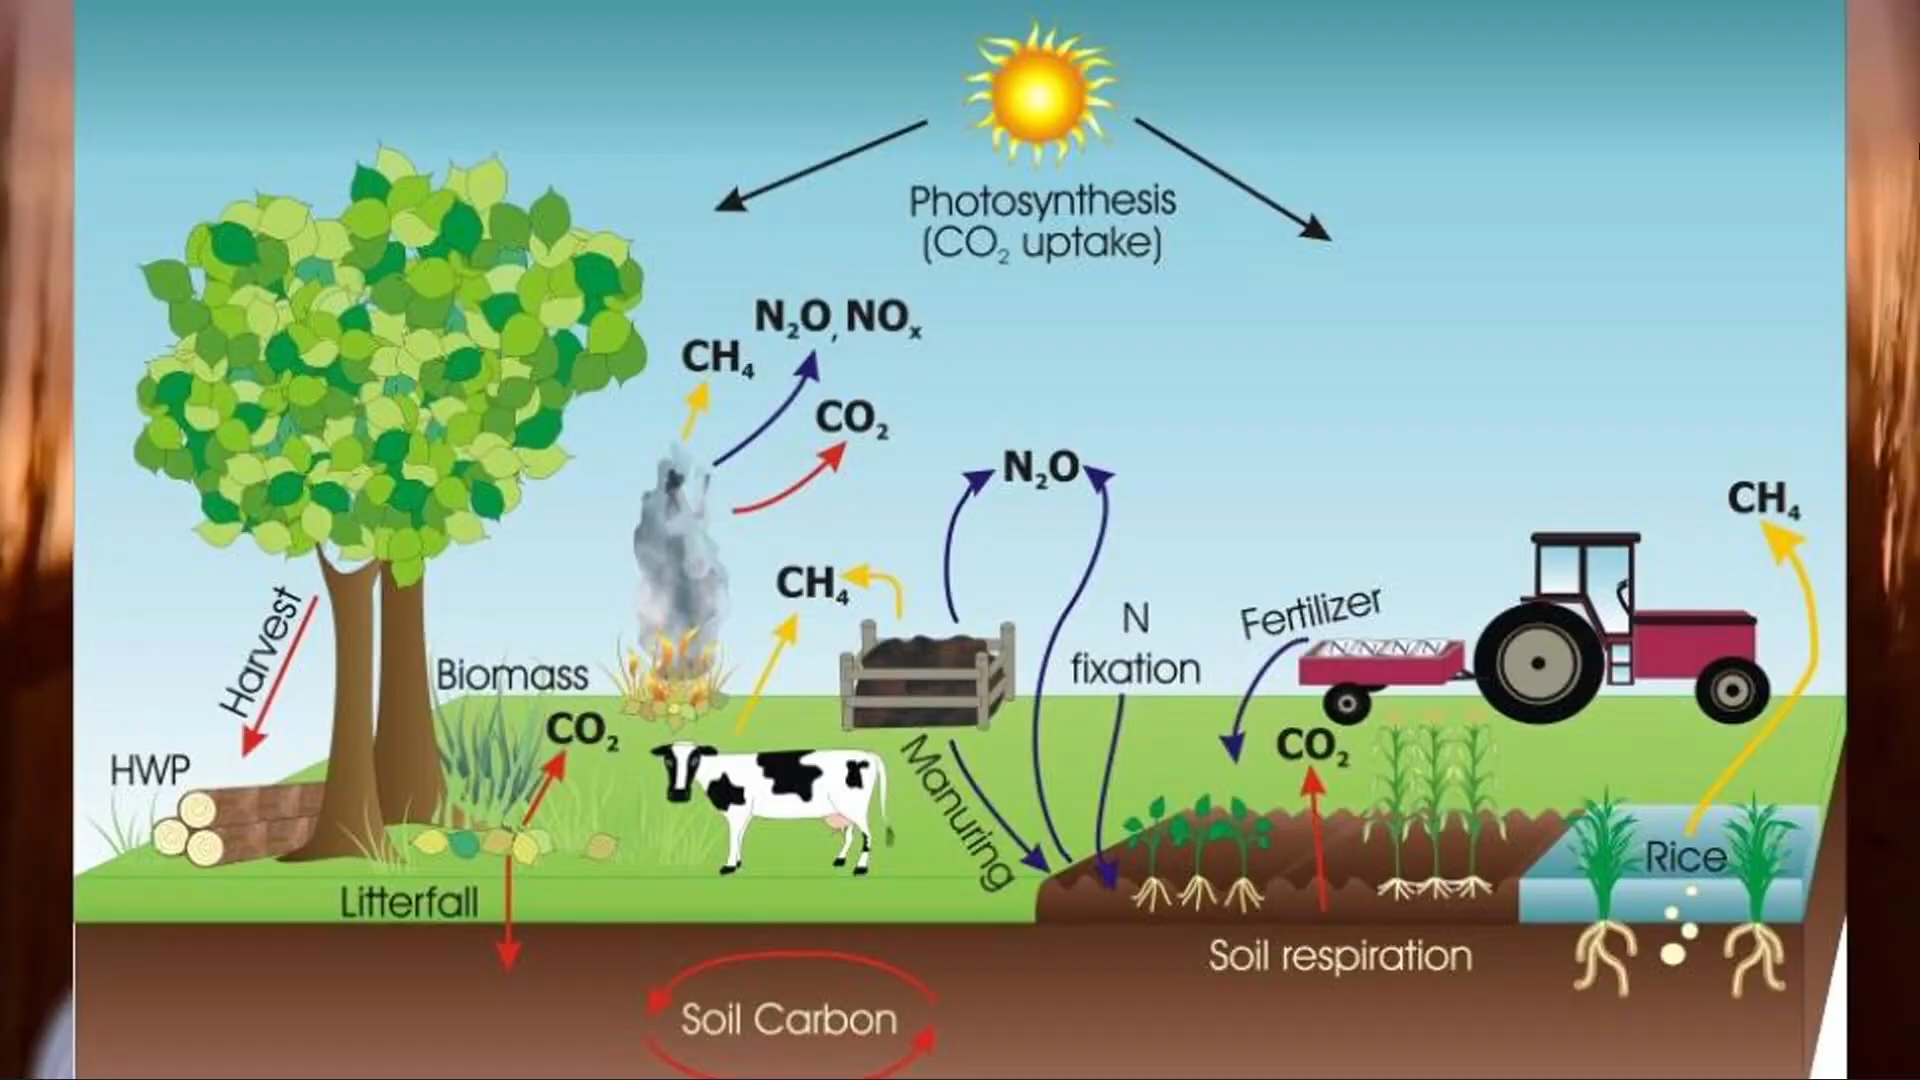 Photosynthesis
(CO₂ uptake)
N₂O, NOₓ
CH₄
CO₂
N₂O
CH₄
CH₄
Harvest
Biomass
N
fixation
Fertilizer
CO₂
CO₂
HWP
Manuring
Rice
Litterfall
Soil respiration
Soil Carbon